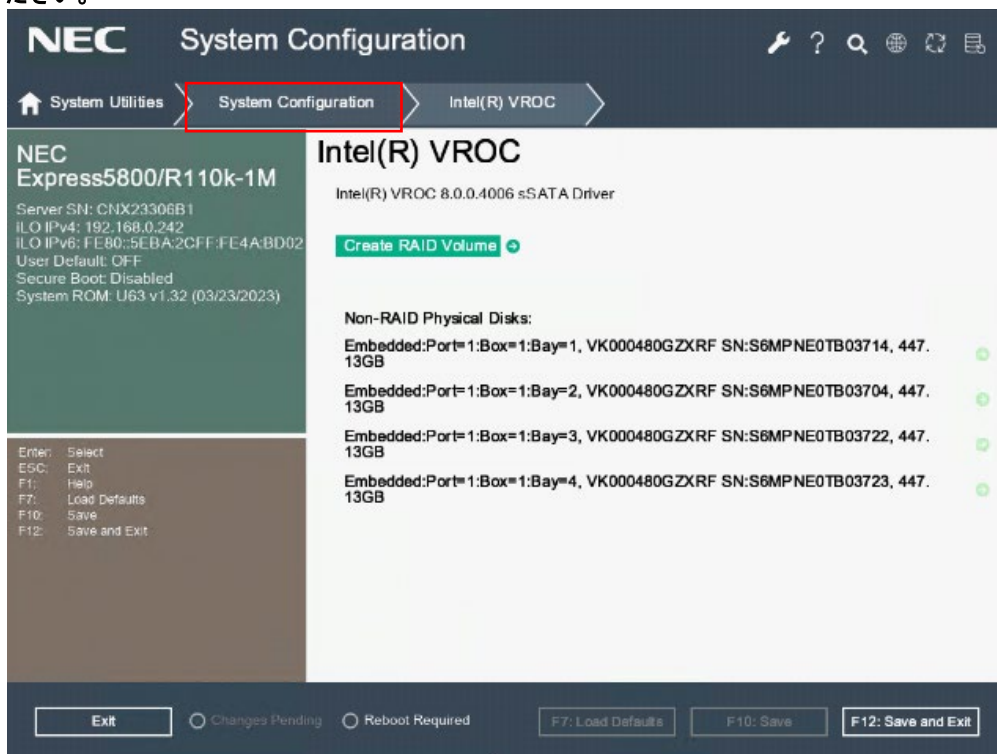 ださい。
NEC System Configuration
?
System Utilities System Configuration Intel(R) VROC
NEC
Express5800/R110k-1M
Server SN: CNX23306B1
iLO IPv4: 192.168.0.242
iLO IPv6: FE80::5EBA:2CFF:FE4A:BD02
User Default: OFF
Secure Boot: Disabled
System ROM: U63 v1.32 (03/23/2023)
Enter: Select
ESC: Exit
F1: Help
F7: Load Defaults
F10: Save
F12: Save and Exit
Intel(R) VROC
Intel(R) VROC 8.0.0.4006 sSATA Driver
Create RAID Volume
Non-RAID Physical Disks:
Embedded:Port=1:Box=1:Bay=1, VK000480GZXRF SN:S6MPNE0TB03714, 447.
13GB
Embedded:Port=1:Box=1:Bay=2, VK000480GZXRF SN:S6MPNE0TB03704, 447.
13GB
Embedded:Port=1:Box=1:Bay=3, VK000480GZXRF SN:S6MPNE0TB03722, 447.
13GB
Embedded:Port=1:Box=1:Bay=4, VK000480GZXRF SN:S6MPNE0TB03723, 447.
13GB
Exit Changes Pending Reboot Required F7: Load Defaults F10: Save F12: Save and Exit